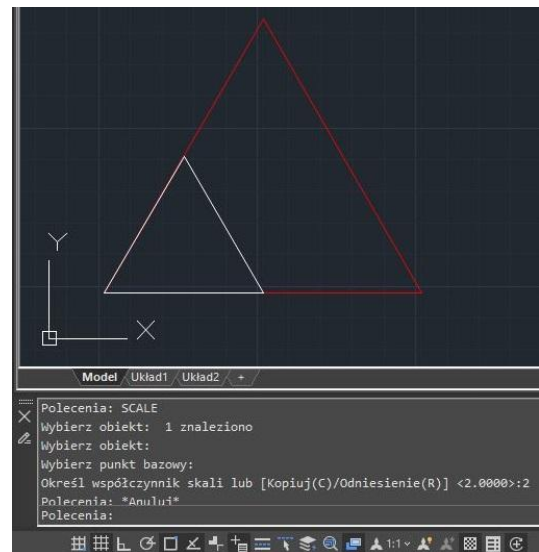 Y
X
Model Układ1 Układ2 +
Polecenia: SCALE
Wybierz obiekt: 1 znaleziono
Wybierz obiekt:
Wybierz punkt bazowy:
Określ współczynnik skali lub [Kopiuj(C)/Odniesienie(R)] <2.0000>:2
Polecenia: *Anuluj*
Polecenia:
1:1